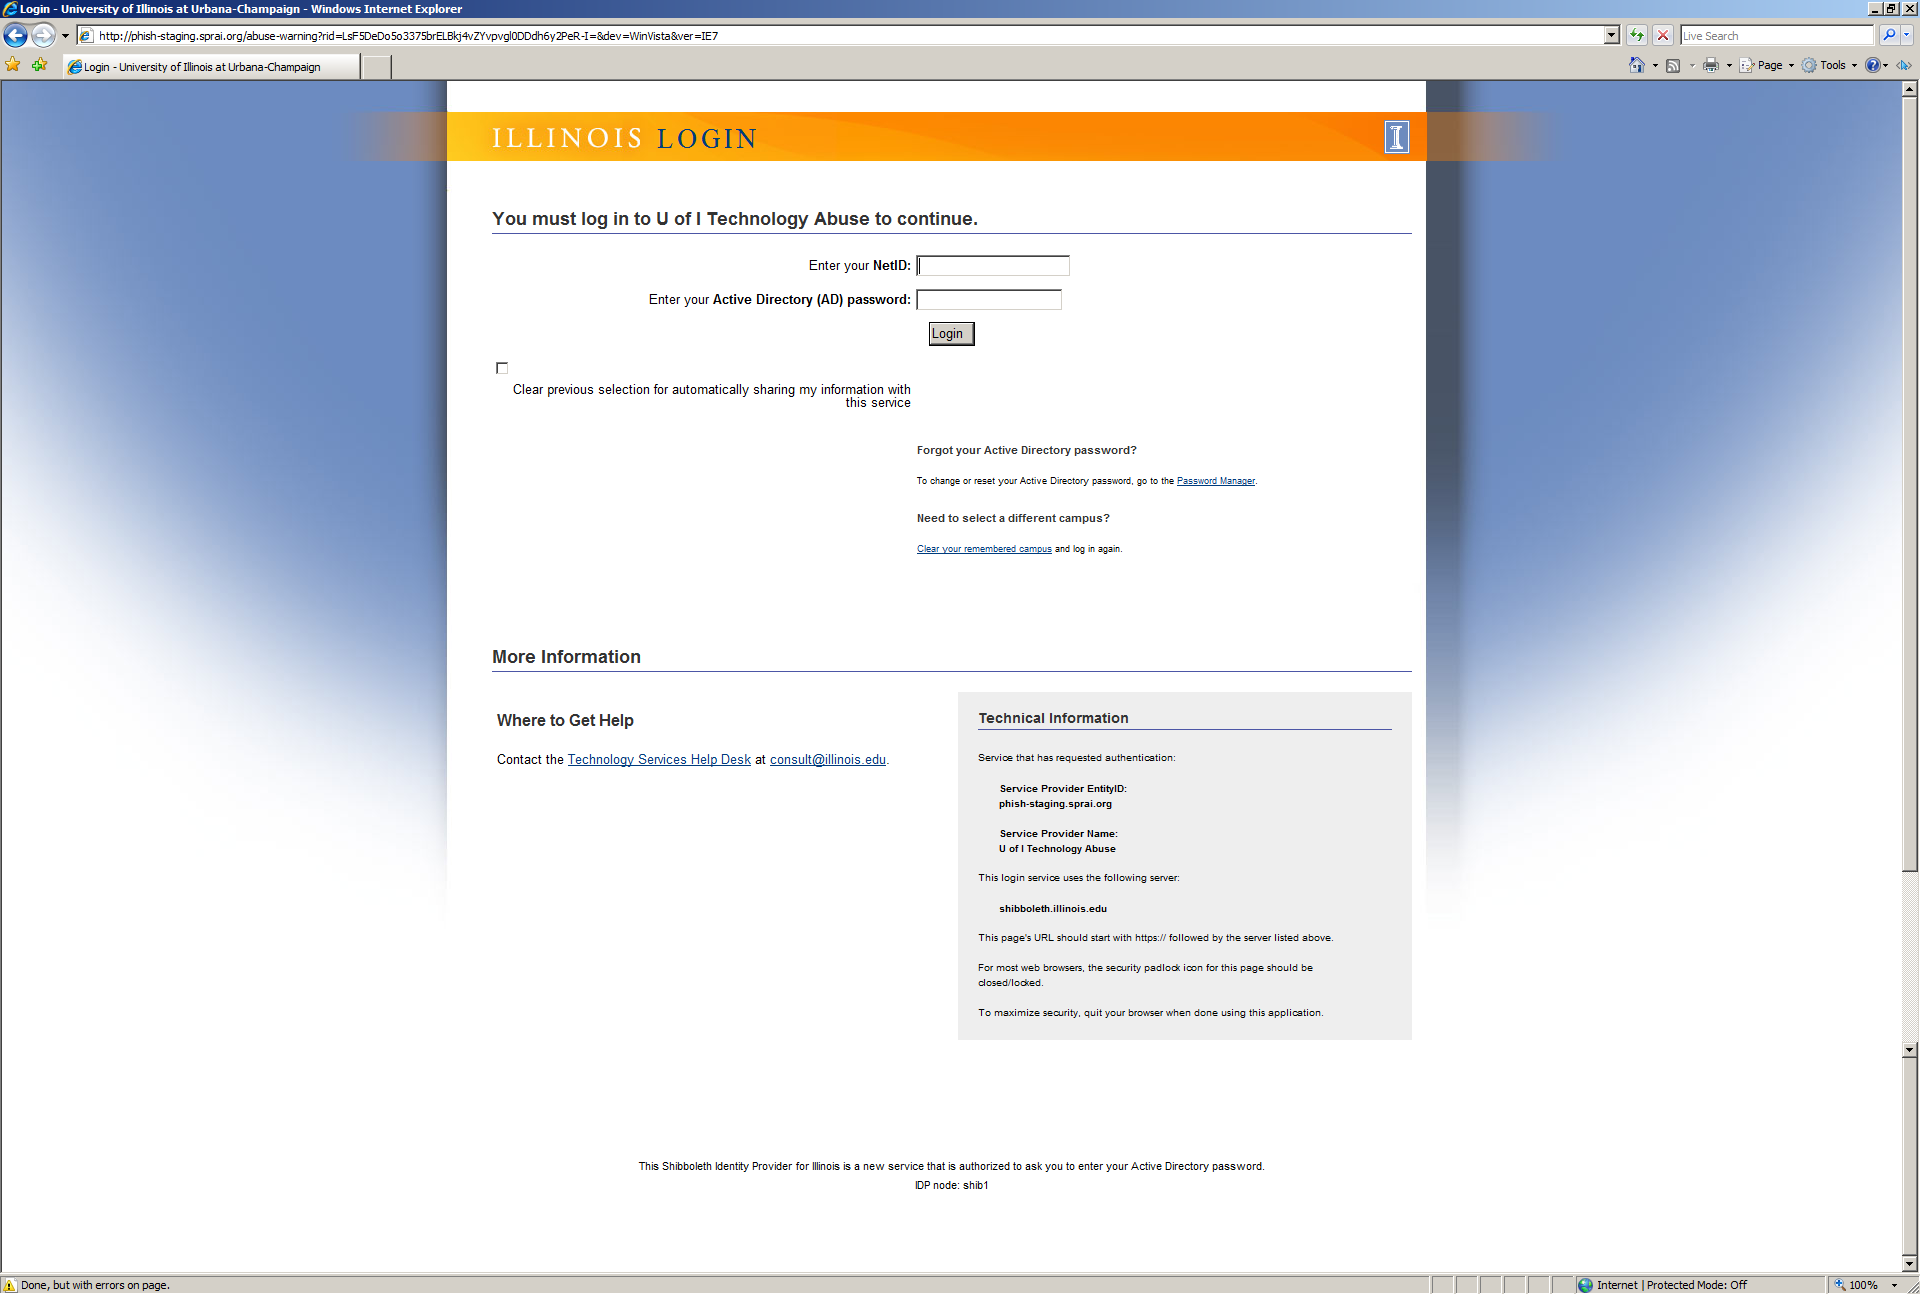 Login - University of Illinois at Urbana-Champaign - Windows Internet Explorer
http://phish-staging.sprai.org/abuse-warning?rid=LsF5DeDo5o3375brELBkj4vZYvpvgl0DDdh6y2PeR-I=&dev=WinVista&ver=IE7
Live Search
Login - University of Illinois at Urbana-Champaign
Page
Tools
ILLINOIS LOGIN
You must log in to U of I Technology Abuse to continue.
Enter your NetID:
Enter your Active Directory (AD) password:
Login
Clear previous selection for automatically sharing my information with
this service
Forgot your Active Directory password?
To change or reset your Active Directory password, go to the Password Manager.
Need to select a different campus?
Clear your remembered campus and log in again.
More Information
Where to Get Help
Contact the Technology Services Help Desk at consult@illinois.edu.
Technical Information
Service that has requested authentication:
Service Provider EntityID:
phish-staging.sprai.org
Service Provider Name:
U of I Technology Abuse
This login service uses the following server:
shibboleth.illinois.edu
This page's URL should start with https:// followed by the server listed above.
For most web browsers, the security padlock icon for this page should be
closed/locked.
To maximize security, quit your browser when done using this application.
This Shibboleth Identity Provider for Illinois is a new service that is authorized to ask you to enter your Active Directory password.
IDP node: shib1
Done, but with errors on page.
Internet | Protected Mode: Off
100%